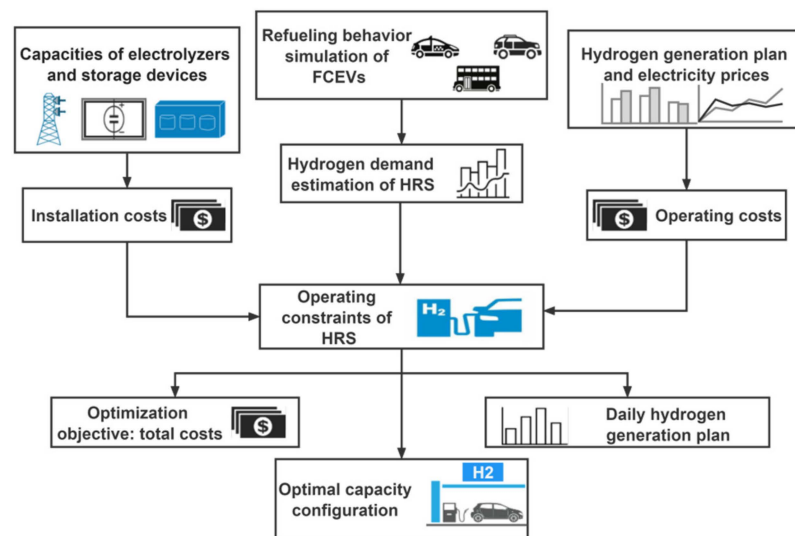 Capacities of electrolyzers
and storage devices
Refueling behavior
simulation of
FCEVs
Hydrogen generation plan
and electricity prices
Installation costs
$
Hydrogen demand
estimation of HRS
$
Operating costs
Operating
constraints of
HRS
H2
Optimization
objective: total costs
$
Daily hydrogen
generation plan
Optimal capacity
configuration
H2